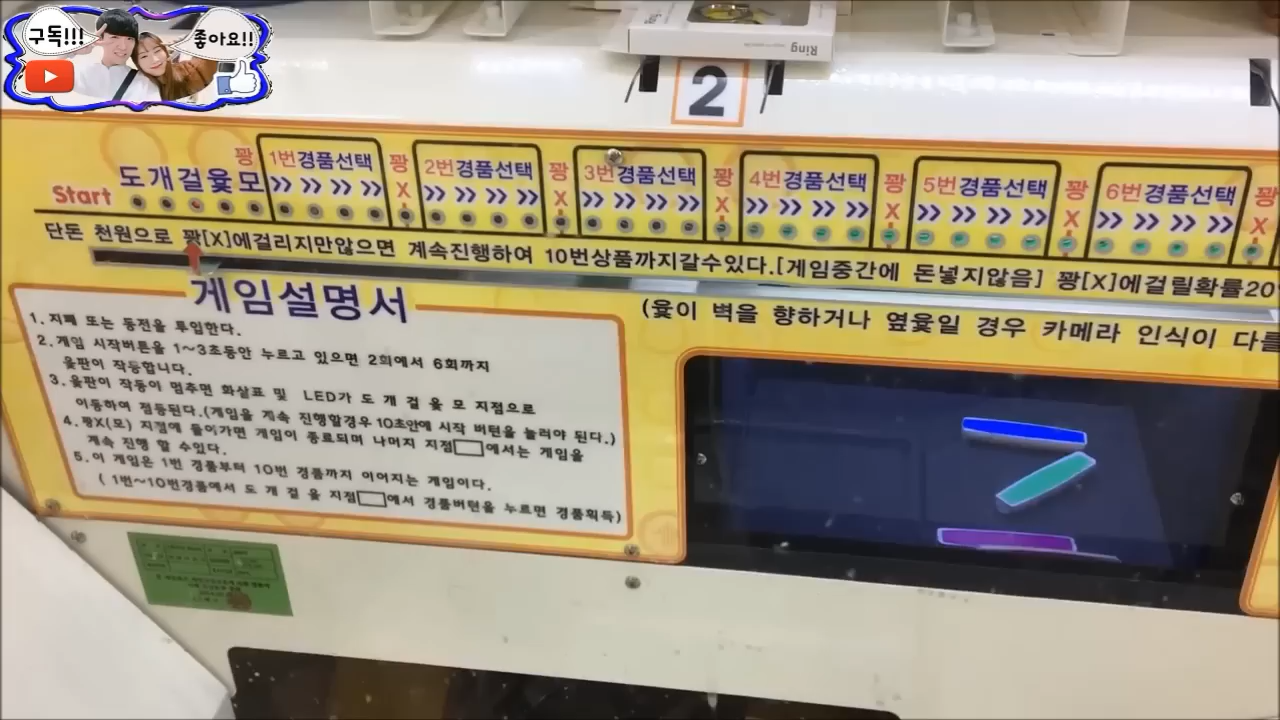 구독!!!
좋아요!!
Ring
2
꽝 1번경품선택 꽝 2번경품선택 꽝 3번경품선택 꽝 4번경품선택 꽝 5번경품선택 꽝 6번경품선택 꽝
Start 도개걸윷모 X X X X X X
단돈 천원으로 꽝[X]에걸리지만않으면 계속진행하여 10번상품까지갈수있다.[게임중간에 돈넣지않음] 꽝[X]에걸릴확률20
게임설명서
1. 지폐 또는 동전을 투입한다.
2. 게임 시작버튼을 1~3초동안 누르고 있으면 2회에서 6회까지
윷판이 작동합니다.
3. 윷판이 작동이 멈추면 화살표 및 LED가 도 개 걸 윷 모 지점으로
이동하여 점등된다.(게임을 계속 진행할경우 10초안에 시작 버턴을 눌러야 된다.)
4. 꽝X(모) 지점에 들어가면 게임이 종료되며 나머지 지점 에서는 게임을
계속 진행 할 수있다.
5. 이 게임은 1번 경품부터 10번 경품까지 이어지는 게임이다.
( 1번~10번경품에서 도 개 걸 윷 지점 에서 경품버턴을 누르면 경품획득)
(윷이 벽을 향하거나 옆윷일 경우 카메라 인식이 다를